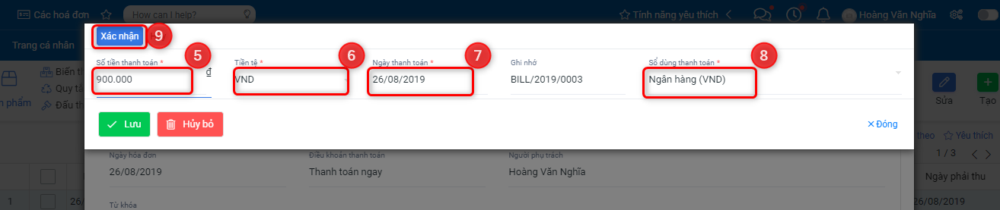 Các hoá đơn
How can I help?
Tính năng yêu thích
Hoàng Văn Nghĩa
Trang cá nhân
Xác nhận
9
Số tiền thanh toán *
5
Tiền tệ *
6
Ngày thanh toán *
7
Ghi nhớ
Sổ dùng thanh toán *
8
900.000
đ
VND
26/08/2019
BILL/2019/0003
Ngân hàng (VND)
Biến th
Quy tắ
Đấu th
n phẩm
Sửa
Tạo
Lưu
Hủy bỏ
Đóng
theo
Yêu thích
1 / 3
Ngày hóa đơn
Điều khoản thanh toán
Người phụ trách
26/08/2019
Thanh toán ngay
Hoàng Văn Nghĩa
Ngày phải thu
Từ khóa
1
26/
26/08/2019